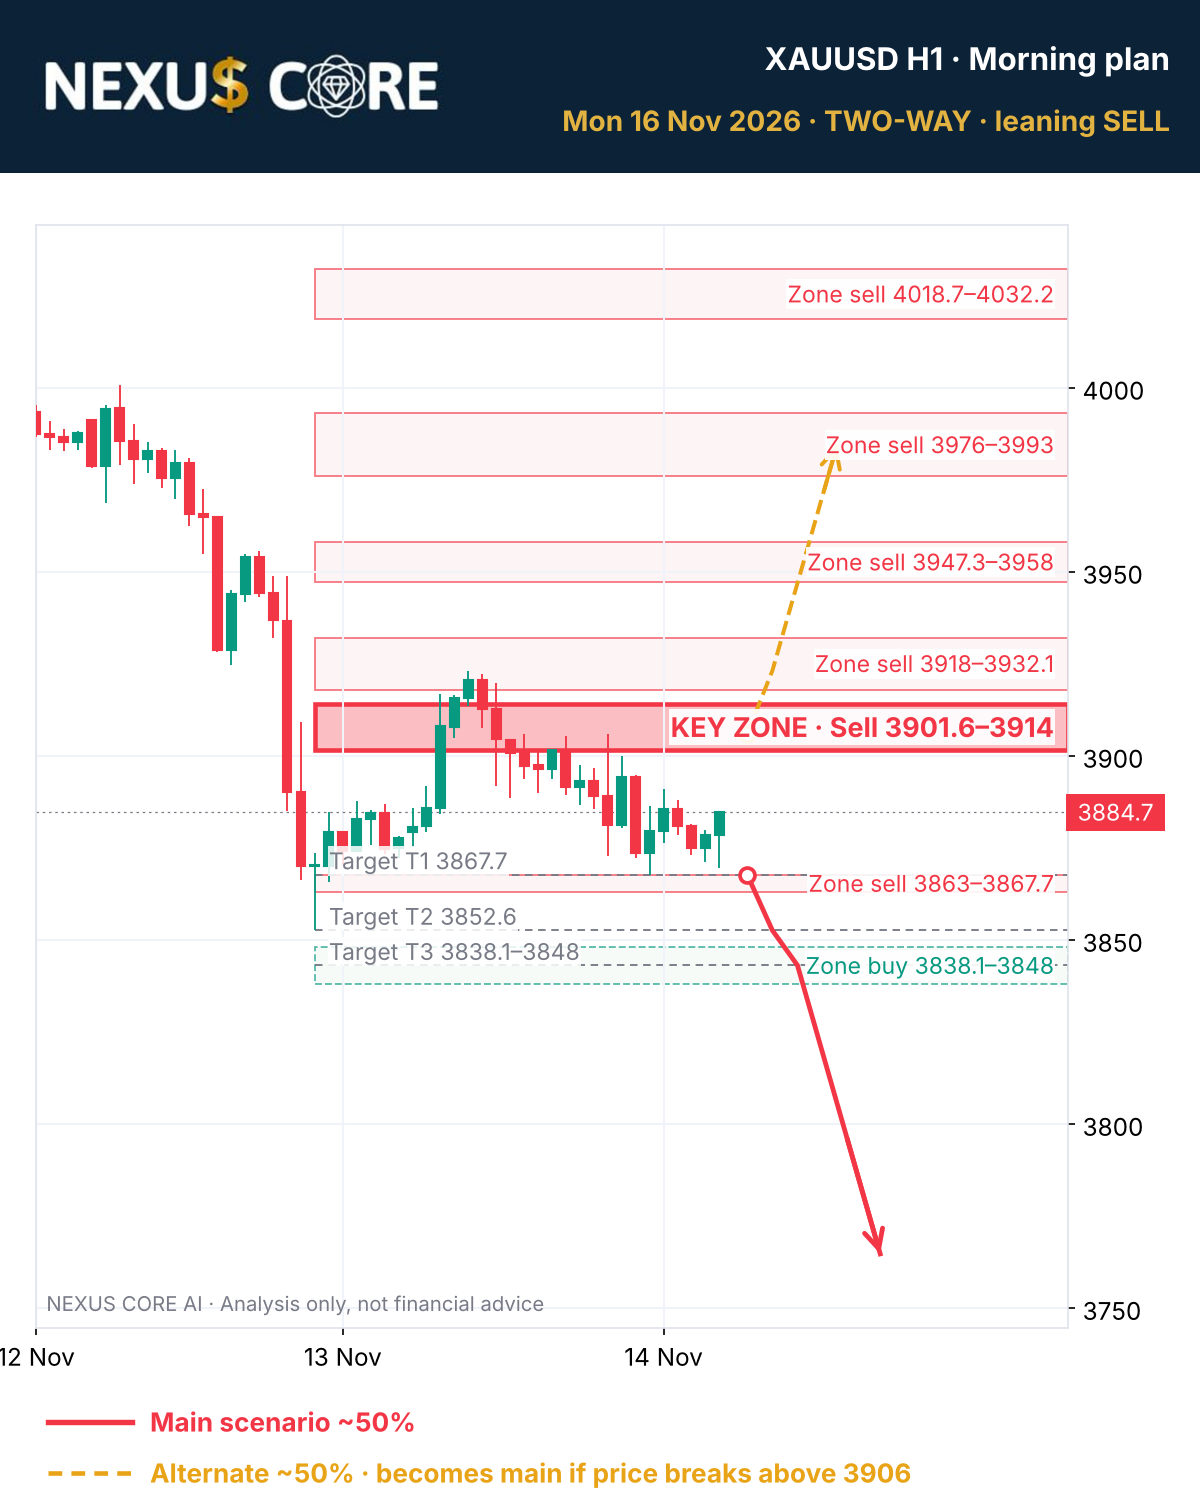 NEXU$ CORE
XAUUSD H1 · Morning plan
Mon 16 Nov 2026 · TWO-WAY · leaning SELL
Zone sell 4018.7–4032.2
4000
Zone sell 3976–3993
Zone sell 3947.3–3958
3950
Zone sell 3918–3932.1
KEY ZONE · Sell 3901.6–3914
3900
3884.7
Target T1 3867.7
Zone sell 3863–3867.7
Target T2 3852.6
3850
Target T3 3838.1–3848
Zone buy 3838.1–3848
3800
NEXUS CORE AI · Analysis only, not financial advice
3750
12 Nov
13 Nov
14 Nov
Main scenario ~50%
Alternate ~50% · becomes main if price breaks above 3906